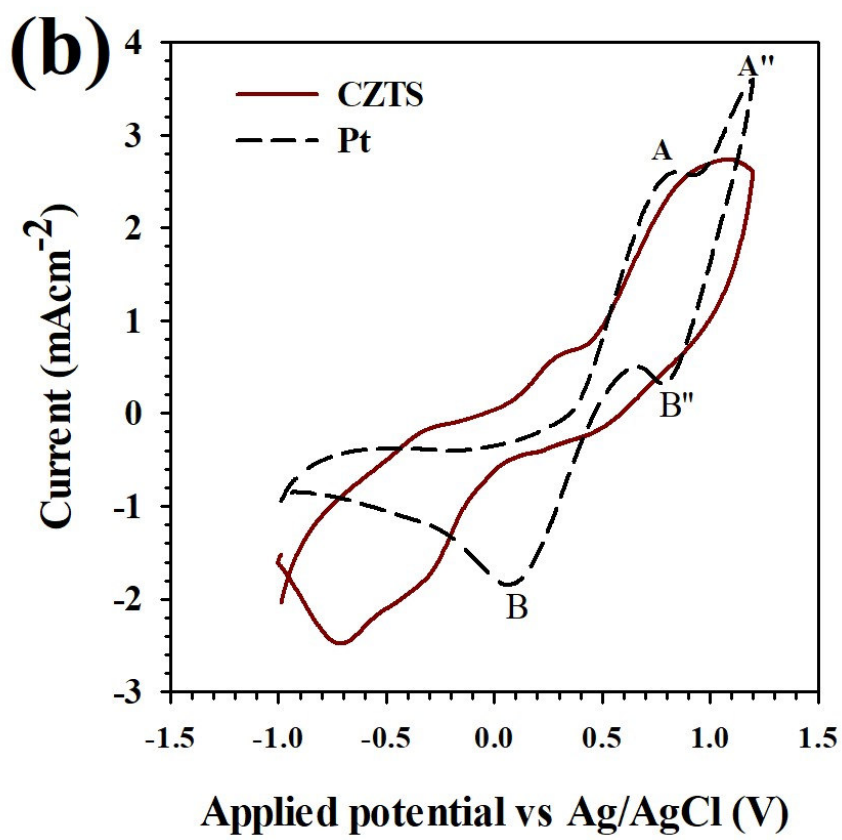 (b)
4
3
2
1
0
-1
-2
-3
CZTS
Pt
A
A"
B
B"
-1.5 -1.0 -0.5 0.0 0.5 1.0 1.5
Current (mAcm-2)
Applied potential vs Ag/AgCl (V)